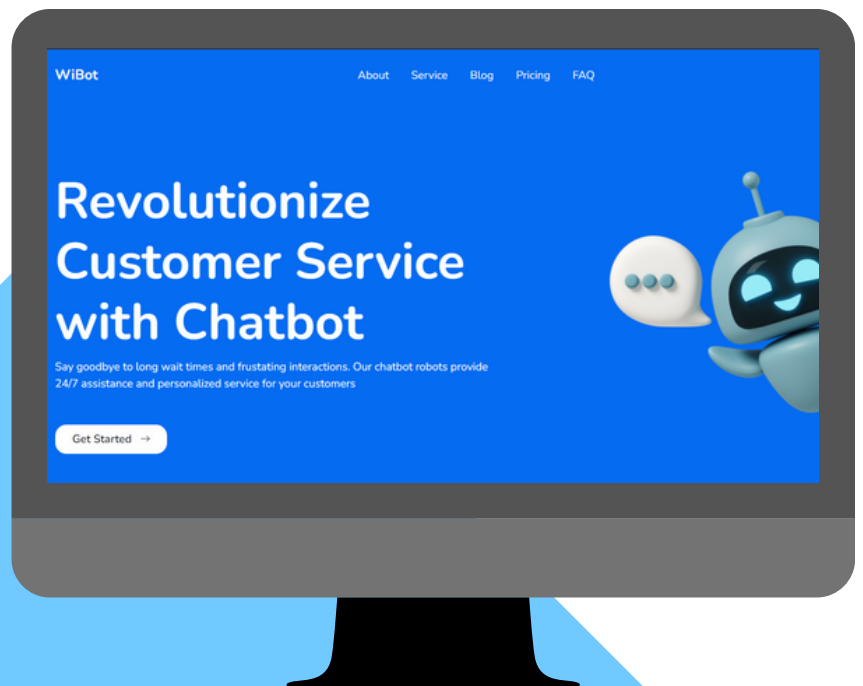 WiBot
About Service Blog Pricing FAQ
Revolutionize
Customer Service
with Chatbot
Say goodbye to long wait times and frustating interactions. Our chatbot robots provide
24/7 assistance and personalized service for your customers
Get Started →